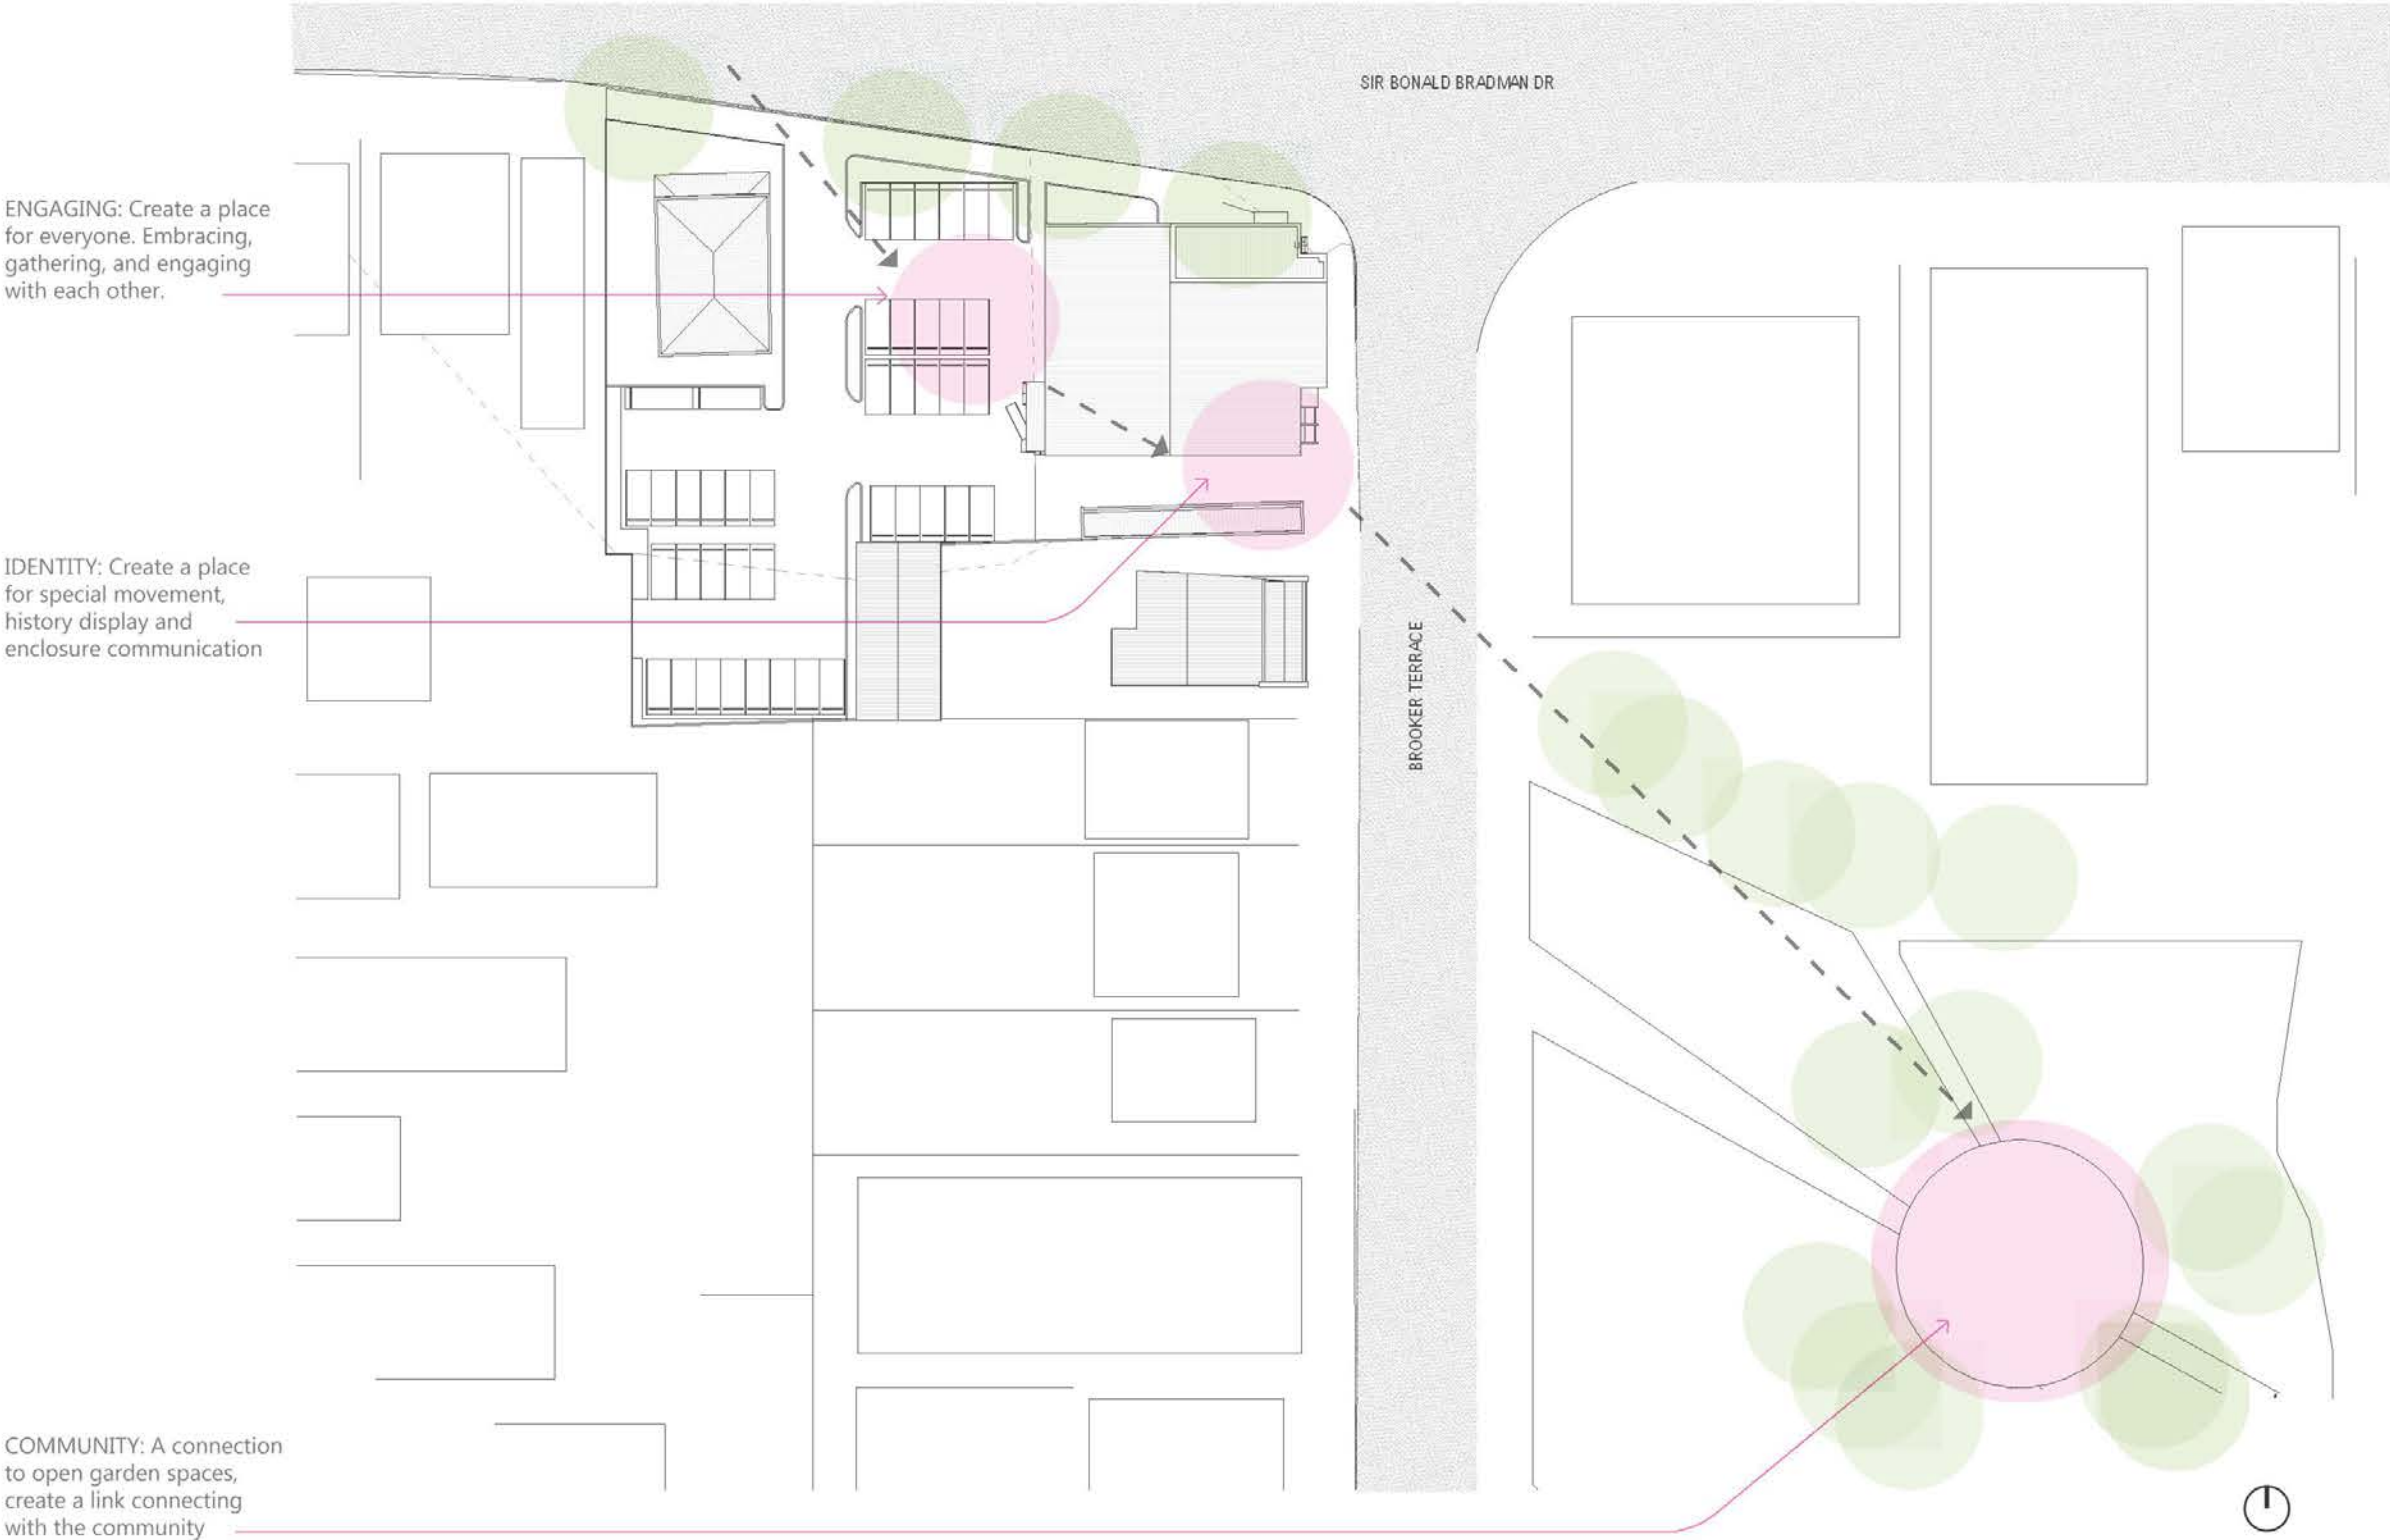 SIR BONALD BRADMAN DR
ENGAGING: Create a place
for everyone. Embracing,
gathering, and engaging
with each other.
IDENTITY: Create a place
for special movement,
history display and
enclosure communication
BROOKER TERRACE
COMMUNITY: A connection
to open garden spaces,
create a link connecting
with the community